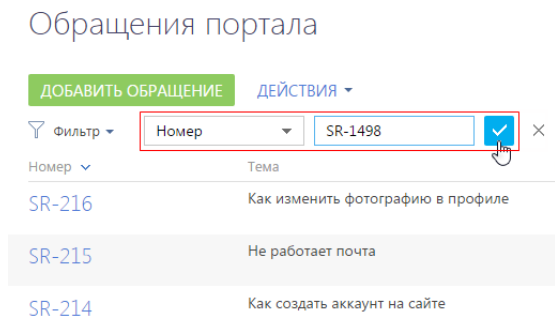 Обращения портала
ДОБАВИТЬ ОБРАЩЕНИЕ ДЕЙСТВИЯ
Фильтр Номер SR-1498
Номер Тема
SR-216 Как изменить фотографию в профиле
SR-215 Не работает почта
SR-214 Как создать аккаунт на сайте